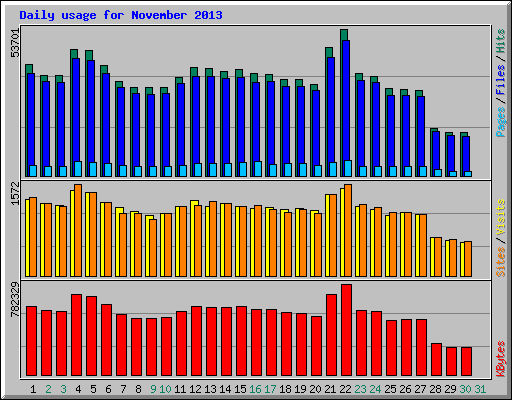 Daily usage for November 2013
53701
Pages / Files / Hits
1572
Sites / Visits
782329
KBytes
1 2 3 4 5 6 7 8 9 10 11 12 13 14 15 16 17 18 19 20 21 22 23 24 25 26 27 28 29 30 31